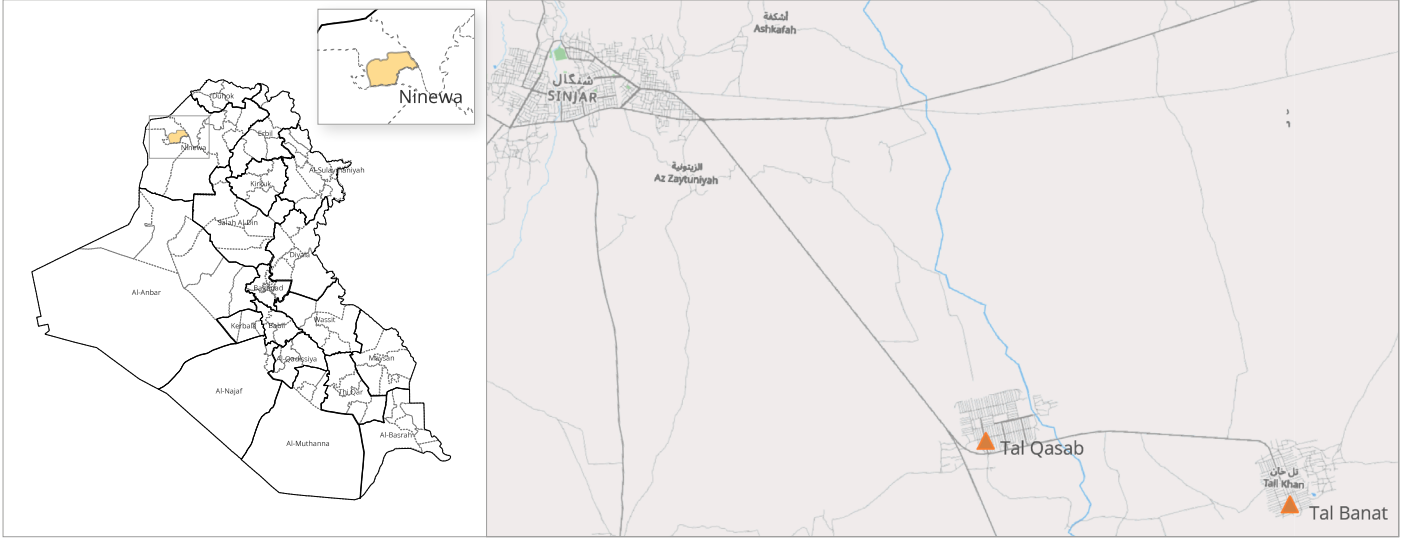 Ninewa
Duhok
Erbil
Ninewa
Al-Sulaymaniyah
Kirkuk
Salah Al-Din
Diyala
Al-Anbar
Baghdad
Kerbala
Babil
Wassit
Al-Qadissiya
Maysan
Al-Najaf
Thi Qar
Al-Muthanna
Al-Basrah
أشكفة
Ashkafah
شنگال
SINJAR
الزيتونية
Az Zaytuniyah
Tal Qasab
تل خان
Tall Khan
Tal Banat